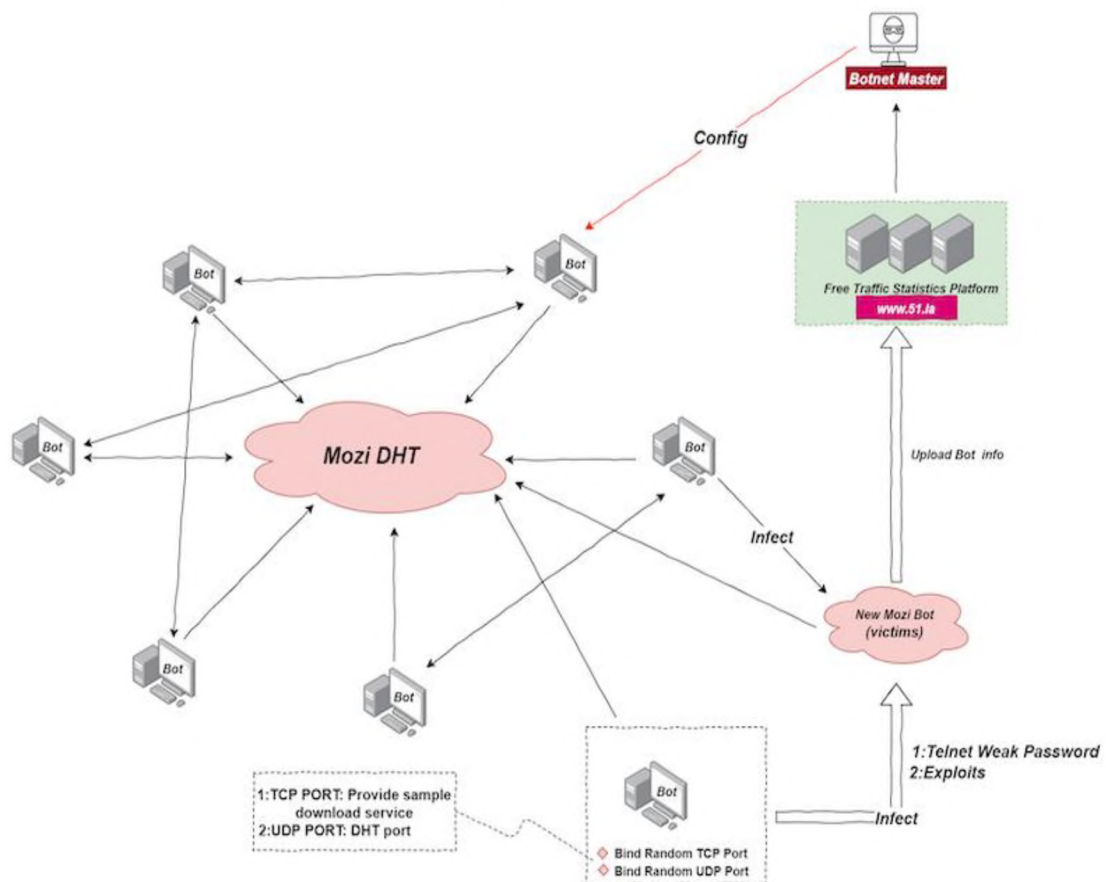 Botnet Master
Config
Free Traffic Statistics Platform
www.51.la
Bot
Bot
Bot
Mozi DHT
Bot
Upload Bot info
Infect
New Mozi Bot
(victims)
Bot
Bot
1:TCP PORT: Provide sample
download service
2:UDP PORT: DHT port
Bot
Bind Random TCP Port
Bind Random UDP Port
1:Telnet Weak Password
2:Exploits
Infect